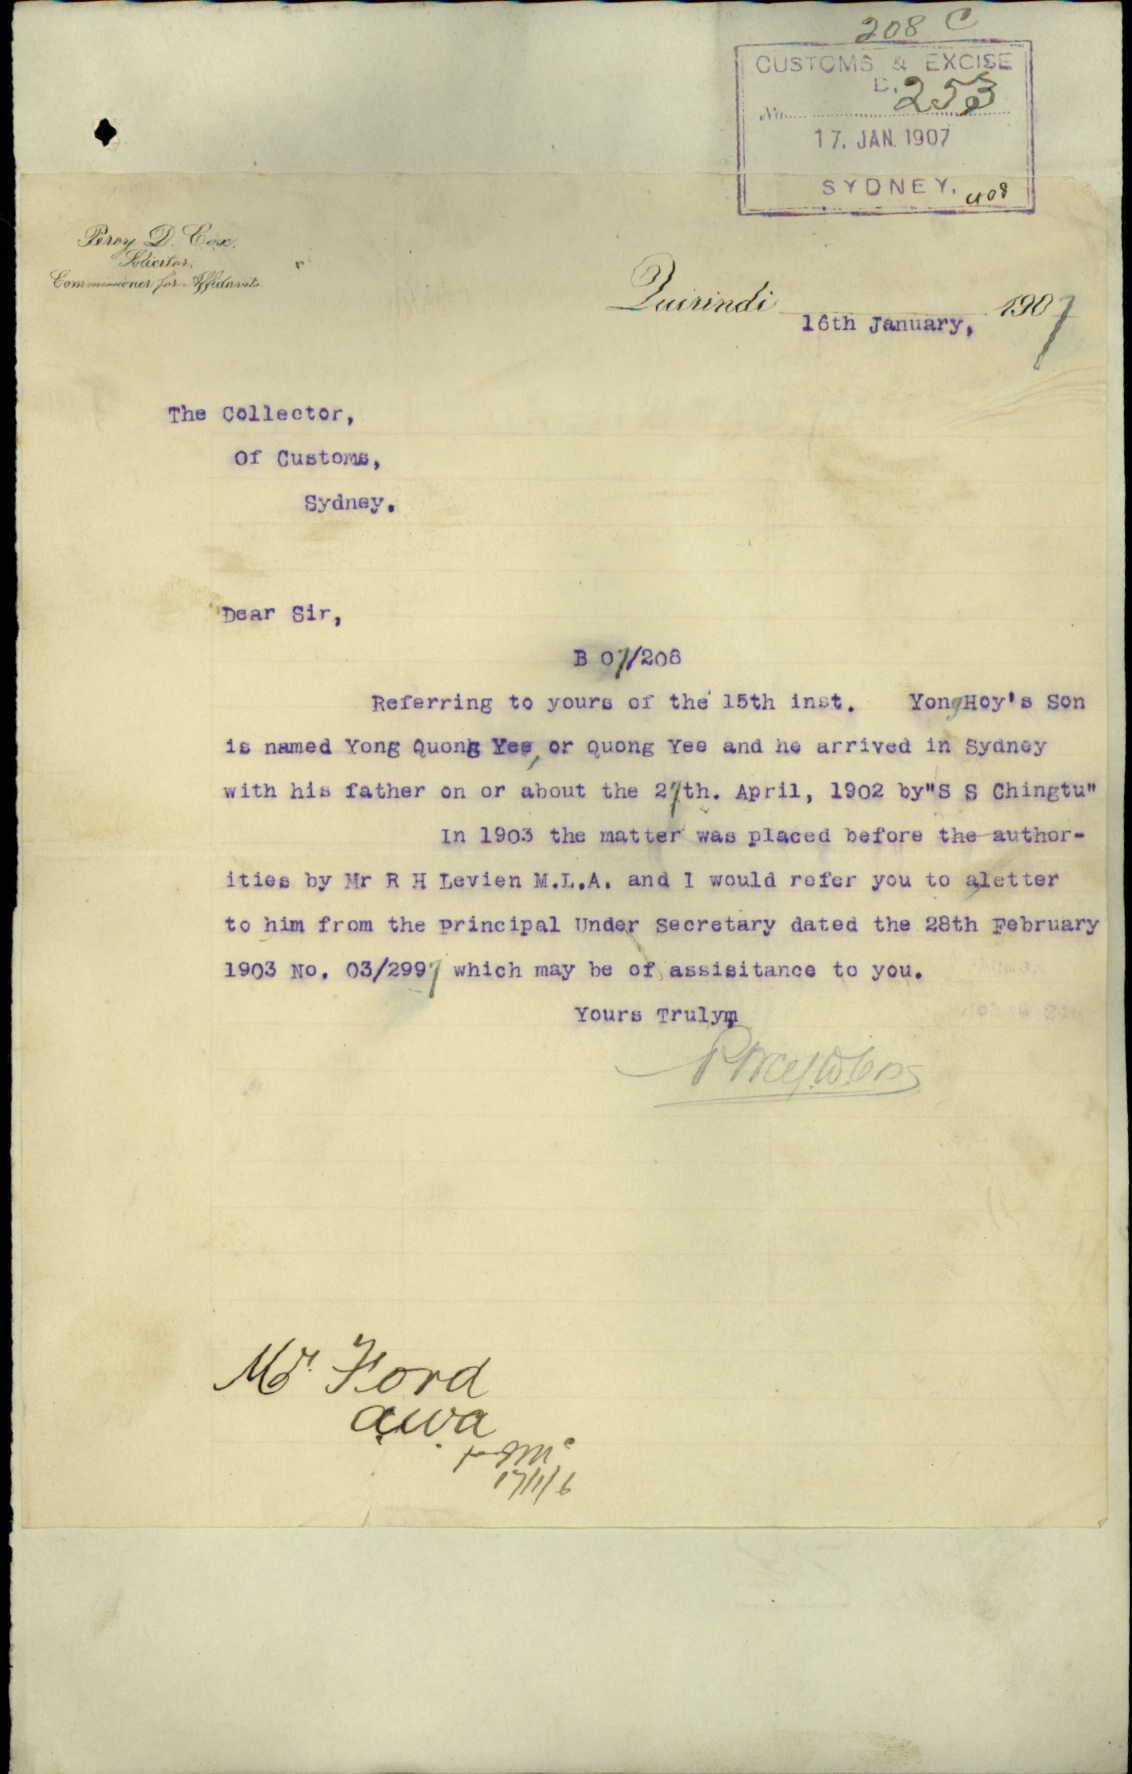 208 C
CUSTOMS & EXCISE
No. 253
17. JAN. 1907
SYDNEY.
Percy D. Cox.
Solicitor.
Commissioner for Affidavits
Quirindi 1907
16th January,
The Collector,
Of Customs,
Sydney.
Dear Sir,
B 07/208
Referring to yours of the 15th inst. Yong Hoy's Son
is named Yong Quong Yee, or Quong Yee and he arrived in Sydney
with his father on or about the 27th. April, 1902 by"S S Chingtu"
In 1903 the matter was placed before the author-
ities by Mr R H Levien M.L.A. and I would refer you to aletter
to him from the Principal Under Secretary dated the 28th February
1903 No. 03/2997 which may be of assisitance to you.
Yours Truly,
Mr. Ford
17/1/6